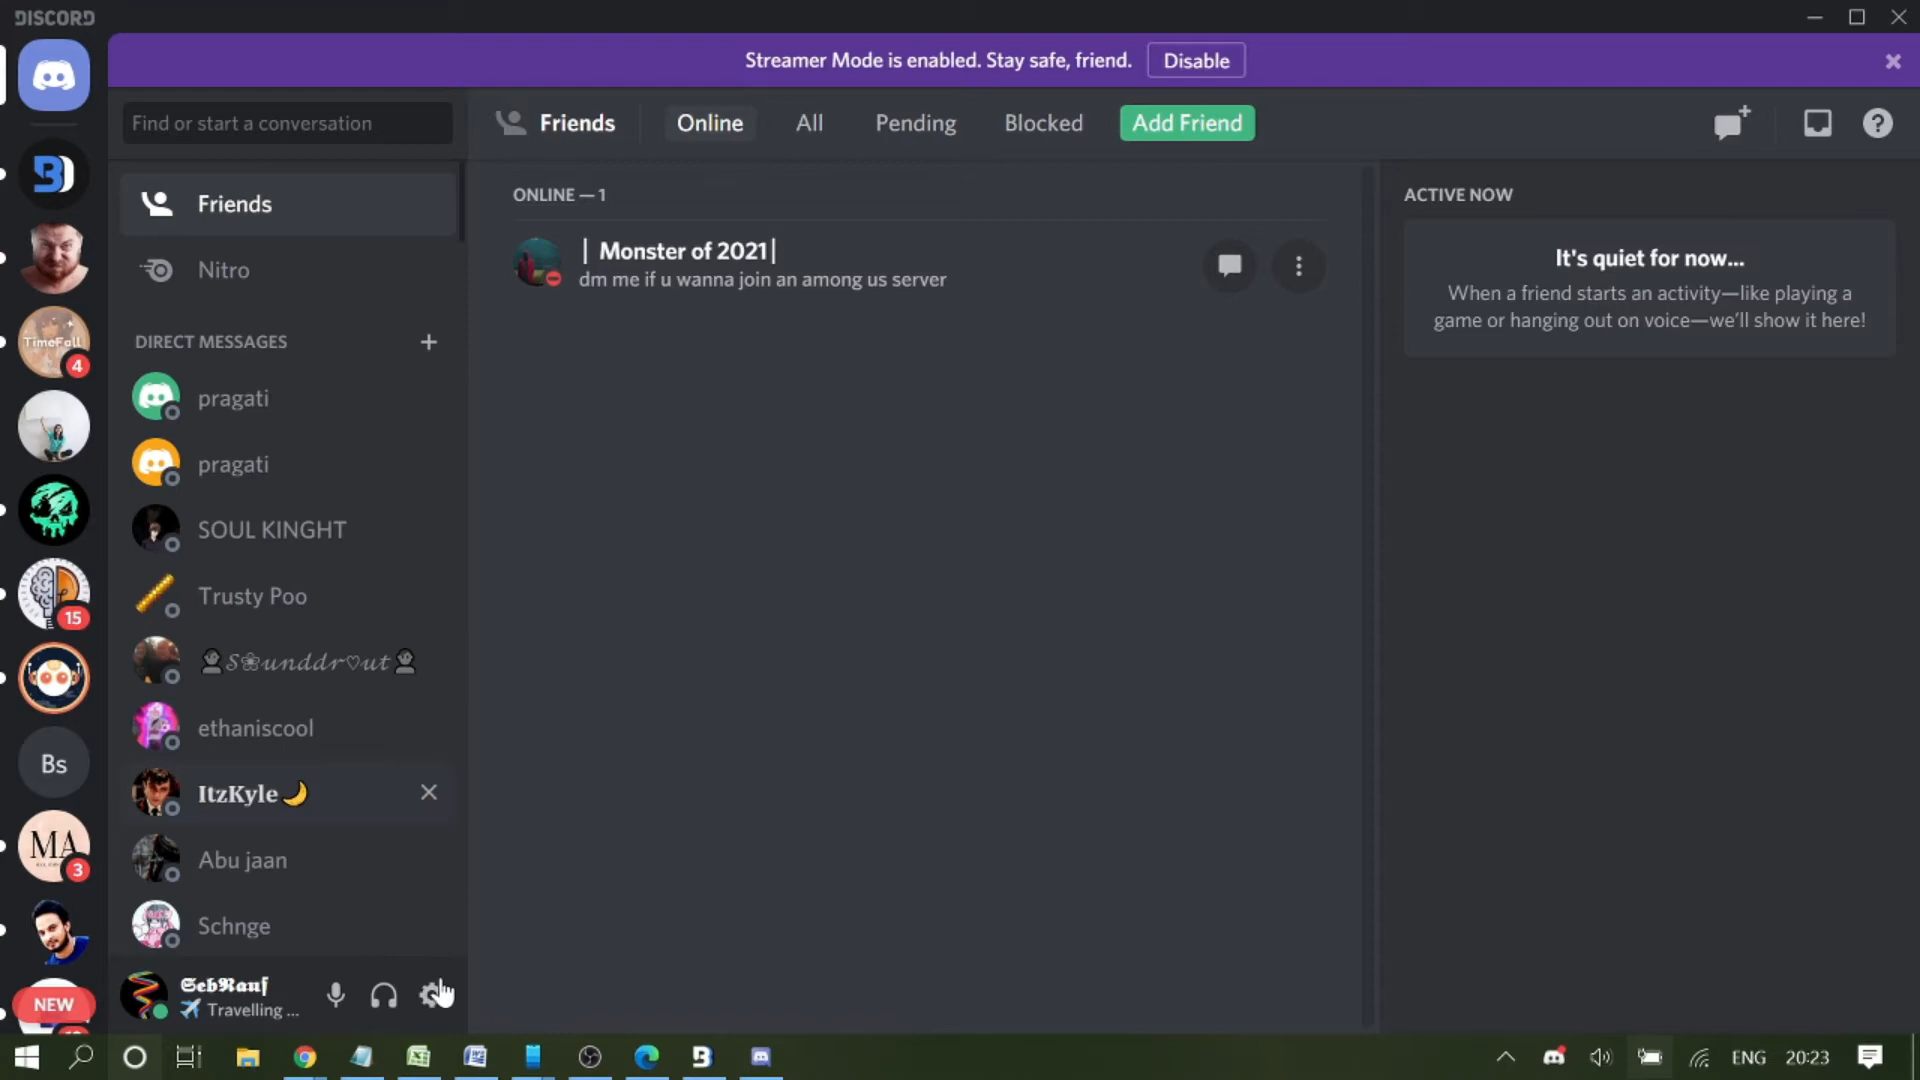 DISCORD
Streamer Mode is enabled. Stay safe, friend.
Disable
Find or start a conversation
Friends
Online
All
Pending
Blocked
Add Friend
Friends
Nitro
DIRECT MESSAGES
pragati
pragati
SOUL KINGHT
Trusty Poo
👤𝓢❀𝓾𝓷𝓭𝓭𝓻♡𝓾𝓽👤
ethaniscool
ItzKyle🌙
Abu jaan
Schnge
SebRauf
✈️ Travelling ...
ONLINE — 1
| Monster of 2021|
dm me if u wanna join an among us server
ACTIVE NOW
It's quiet for now...
When a friend starts an activity—like playing a
game or hanging out on voice—we'll show it here!
TimeFall
4
15
Bs
MA
3
NEW
ENG
20:23